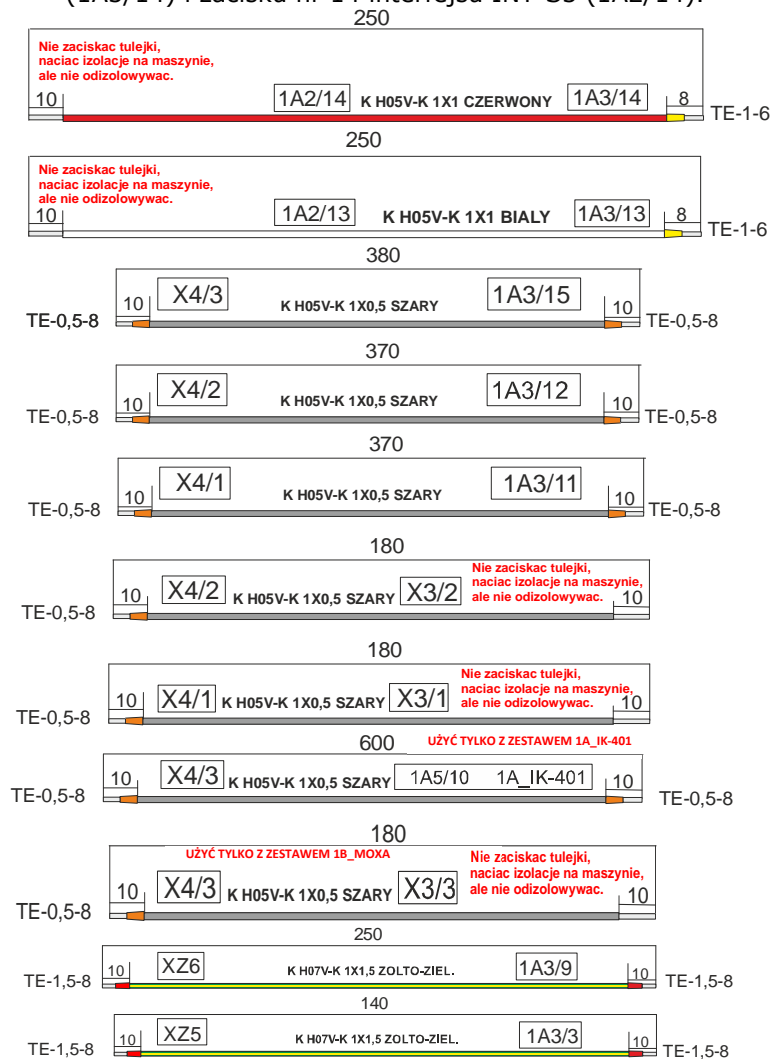 (1A3/14) i zacisku nr 14 interfejsu INT-S3 (1A2/14).
250
Nie zaciskac tulejki,
naciac izolacje na maszynie,
ale nie odizolowywac.
10 1A2/14 K H05V-K 1X1 CZERWONY 1A3/14 8 TE-1-6
250
Nie zaciskac tulejki,
naciac izolacje na maszynie,
ale nie odizolowywac.
10 1A2/13 K H05V-K 1X1 BIALY 1A3/13 8 TE-1-6
380
TE-0,5-8 10 X4/3 K H05V-K 1X0,5 SZARY 1A3/15 10 TE-0,5-8
370
TE-0,5-8 10 X4/2 K H05V-K 1X0,5 SZARY 1A3/12 10 TE-0,5-8
370
TE-0,5-8 10 X4/1 K H05V-K 1X0,5 SZARY 1A3/11 10 TE-0,5-8
180
Nie zaciskac tulejki,
naciac izolacje na maszynie,
ale nie odizolowywac.
TE-0,5-8 10 X4/2 K H05V-K 1X0,5 SZARY X3/2 10
180
Nie zaciskac tulejki,
naciac izolacje na maszynie,
ale nie odizolowywac.
TE-0,5-8 10 X4/1 K H05V-K 1X0,5 SZARY X3/1 10
600 UŻYĆ TYLKO Z ZESTAWEM 1A_IK-401
TE-0,5-8 10 X4/3 K H05V-K 1X0,5 SZARY 1A5/10 1A_IK-401 10 TE-0,5-8
180
UŻYĆ TYLKO Z ZESTAWEM 1B_MOXA
Nie zaciskac tulejki,
naciac izolacje na maszynie,
ale nie odizolowywac.
TE-0,5-8 10 X4/3 K H05V-K 1X0,5 SZARY X3/3 10
250
TE-1,5-8 10 XZ6 K H07V-K 1X1,5 ZOLTO-ZIEL. 1A3/9 10 TE-1,5-8
140
TE-1,5-8 10 XZ5 K H07V-K 1X1,5 ZOLTO-ZIEL. 1A3/3 10 TE-1,5-8